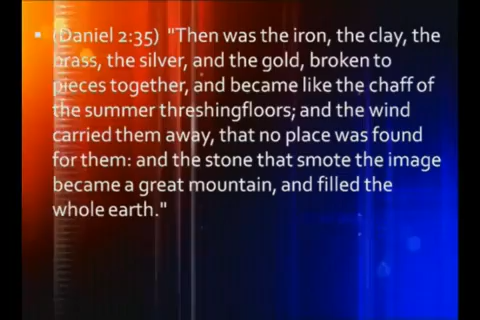 (Daniel 2:35) "Then was the iron, the clay, the
brass, the silver, and the gold, broken to
pieces together, and became like the chaff of
the summer threshingfloors; and the wind
carried them away, that no place was found
for them: and the stone that smote the image
became a great mountain, and filled the
whole earth."